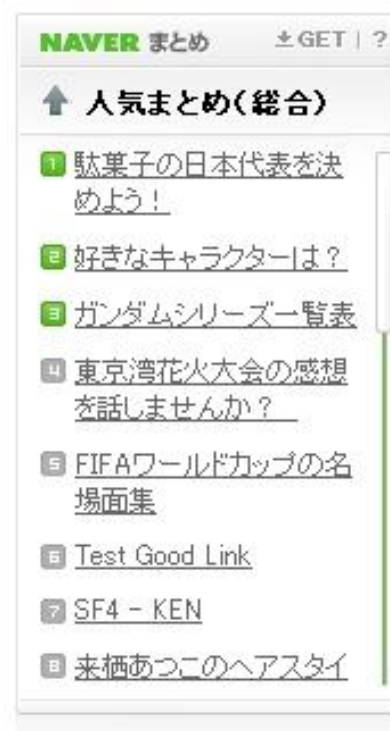 NAVER まとめ GET | ?
人気まとめ(総合)
1 駄菓子の日本代表を決
めよう!
2 好きなキャラクターは?
3 ガンダムシリーズ一覧表
4 東京湾花火大会の感想
を話しませんか?
5 FIFAワールドカップの名
場面集
6 Test Good Link
7 SF4 - KEN
8 来栖あつこのヘアスタイ